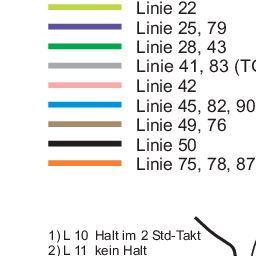 Linie 22
Linie 25, 79
Linie 28, 43
Linie 41, 83 (TC
Linie 42
Linie 45, 82, 90
Linie 49, 76
Linie 50
Linie 75, 78, 87
1) L 10 Halt im 2 Std-Takt
2) L 11 kein Halt